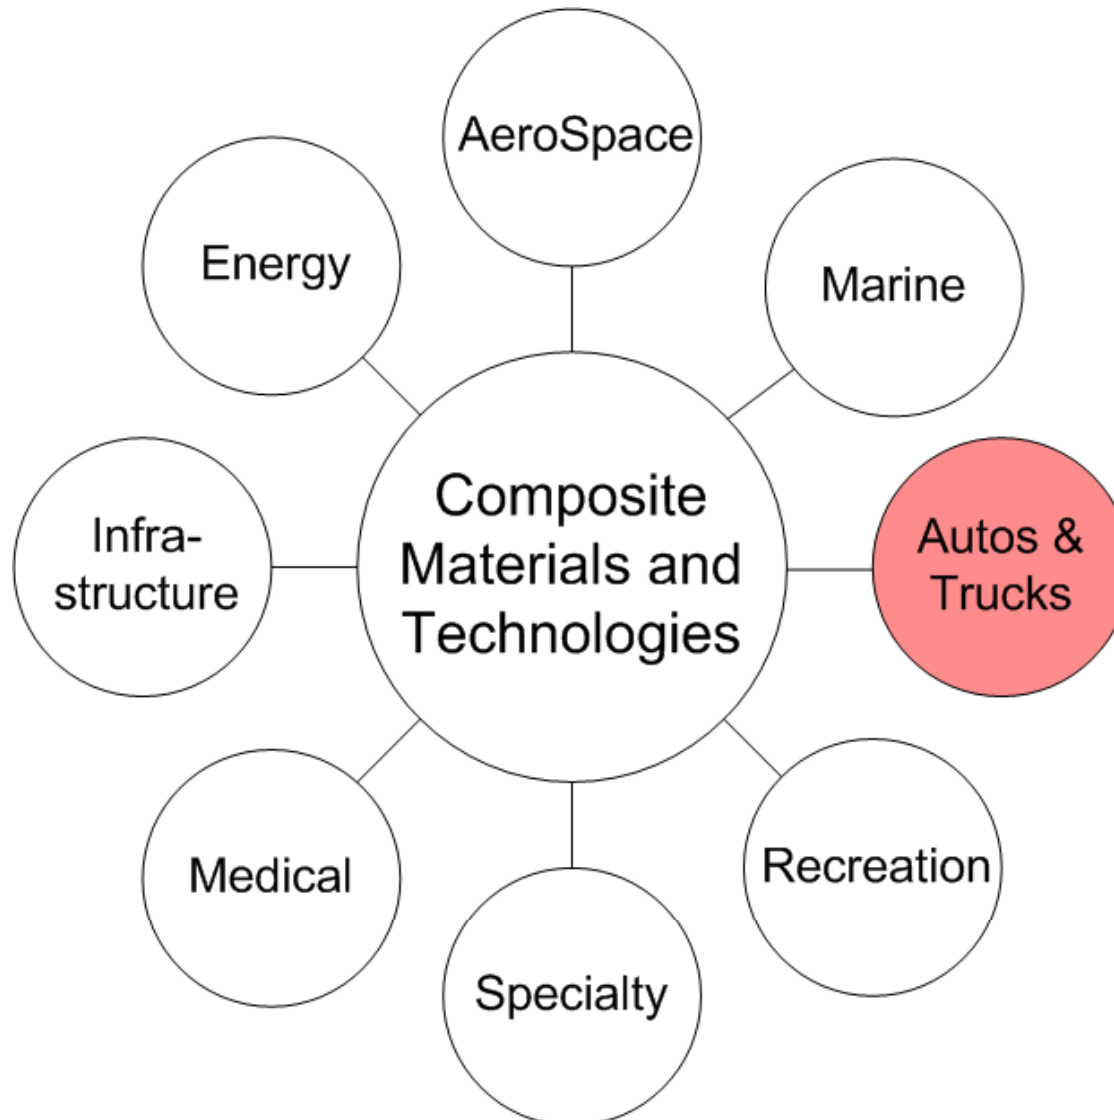 AeroSpace
Energy
Marine
Composite
Materials and
Technologies
Infra-
structure
Autos &
Trucks
Medical
Recreation
Specialty